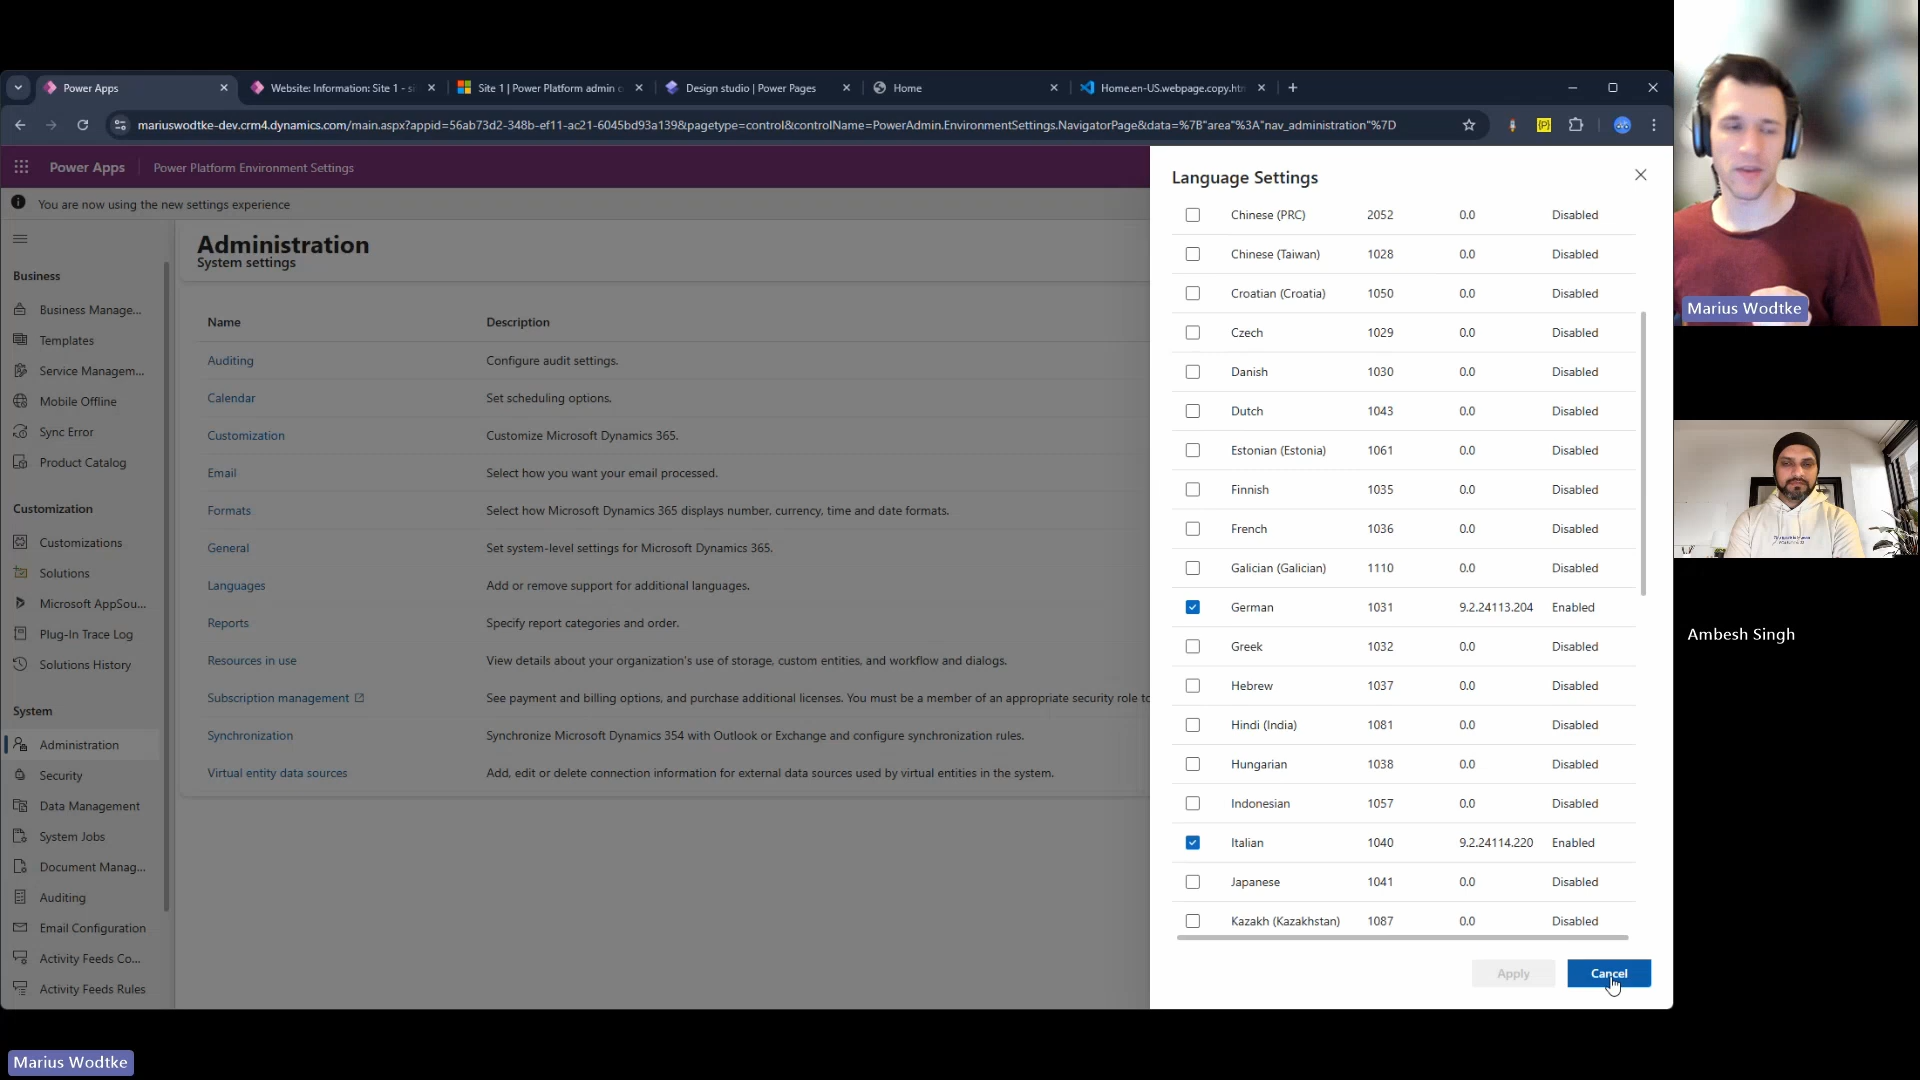 Power Apps
Website: Information: Site 1 - si
Site 1 | Power Platform admin c
Design studio | Power Pages
Home
Home.en-US.webpage.copy.htm
mariuswodtke-dev.crm4.dynamics.com/main.aspx?appid=56ab73d2-348b-ef11-ac21-6045bd93a139&pagetype=control&controlName=PowerAdmin.EnvironmentSettings.NavigatorPage&data=%7B"area"%3A"nav_administration"%7D
Power Apps
Power Platform Environment Settings
You are now using the new settings experience
Business
Business Manage...
Templates
Service Managem...
Mobile Offline
Sync Error
Product Catalog
Customization
Customizations
Solutions
Microsoft AppSou...
Plug-In Trace Log
Solutions History
System
Administration
Security
Data Management
System Jobs
Document Manag...
Auditing
Email Configuration
Activity Feeds Co...
Activity Feeds Rules
Administration
System settings
Name Description
Auditing Configure audit settings.
Calendar Set scheduling options.
Customization Customize Microsoft Dynamics 365.
Email Select how you want your email processed.
Formats Select how Microsoft Dynamics 365 displays number, currency, time and date formats.
General Set system-level settings for Microsoft Dynamics 365.
Languages Add or remove support for additional languages.
Reports Specify report categories and order.
Resources in use View details about your organization's use of storage, custom entities, and workflow and dialogs.
Subscription management See payment and billing options, and purchase additional licenses. You must be a member of an appropriate security role to
Synchronization Synchronize Microsoft Dynamics 354 with Outlook or Exchange and configure synchronization rules.
Virtual entity data sources Add, edit or delete connection information for external data sources used by virtual entities in the system.
Language Settings
Chinese (PRC) 2052 0.0 Disabled
Chinese (Taiwan) 1028 0.0 Disabled
Croatian (Croatia) 1050 0.0 Disabled
Czech 1029 0.0 Disabled
Danish 1030 0.0 Disabled
Dutch 1043 0.0 Disabled
Estonian (Estonia) 1061 0.0 Disabled
Finnish 1035 0.0 Disabled
French 1036 0.0 Disabled
Galician (Galician) 1110 0.0 Disabled
German 1031 9.2.24113.204 Enabled
Greek 1032 0.0 Disabled
Hebrew 1037 0.0 Disabled
Hindi (India) 1081 0.0 Disabled
Hungarian 1038 0.0 Disabled
Indonesian 1057 0.0 Disabled
Italian 1040 9.2.24114.220 Enabled
Japanese 1041 0.0 Disabled
Kazakh (Kazakhstan) 1087 0.0 Disabled
Apply Cancel
Marius Wodtke
Ambesh Singh
Marius Wodtke